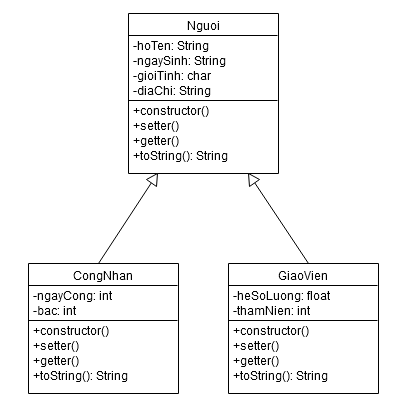 Nguoi
-hoTen: String
-ngaySinh: String
-gioiTinh: char
-diaChi: String
+constructor()
+setter()
+getter()
+toString(): String
CongNhan
-ngayCong: int
-bac: int
+constructor()
+setter()
+getter()
+toString(): String
GiaoVien
-heSoLuong: float
-thamNien: int
+constructor()
+setter()
+getter()
+toString(): String